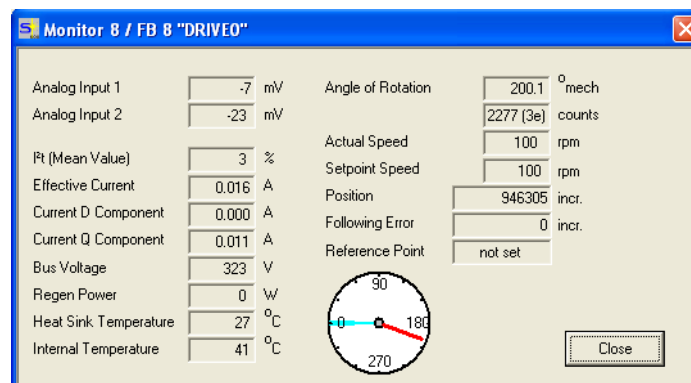 Monitor 8 / FB 8 "DRIVE0"
Analog Input 1 -7 mV
Analog Input 2 -23 mV
I²t (Mean Value) 3 %
Effective Current 0.016 A
Current D Component 0.000 A
Current Q Component 0.011 A
Bus Voltage 323 V
Regen Power 0 W
Heat Sink Temperature 27 °C
Internal Temperature 41 °C
Angle of Rotation 200.1 °mech
2277 (3e) counts
Actual Speed 100 rpm
Setpoint Speed 100 rpm
Position 946305 incr.
Following Error 0 incr.
Reference Point not set
90
0 180
270
Close